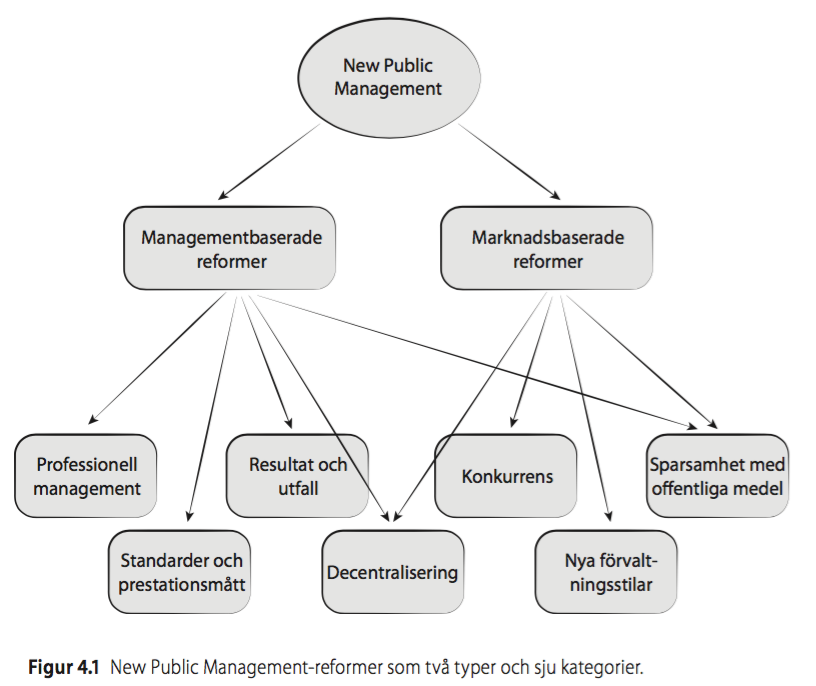 New Public
Management
Managementbaserade
reformer
Marknadsbaserade
reformer
Professionell
management
Resultat och
utfall
Konkurrens
Sparsamhet med
offentliga medel
Standarder och
prestationsmått
Decentralisering
Nya förvalt-
ningsstilar
Figur 4.1 New Public Management-reformer som två typer och sju kategorier.